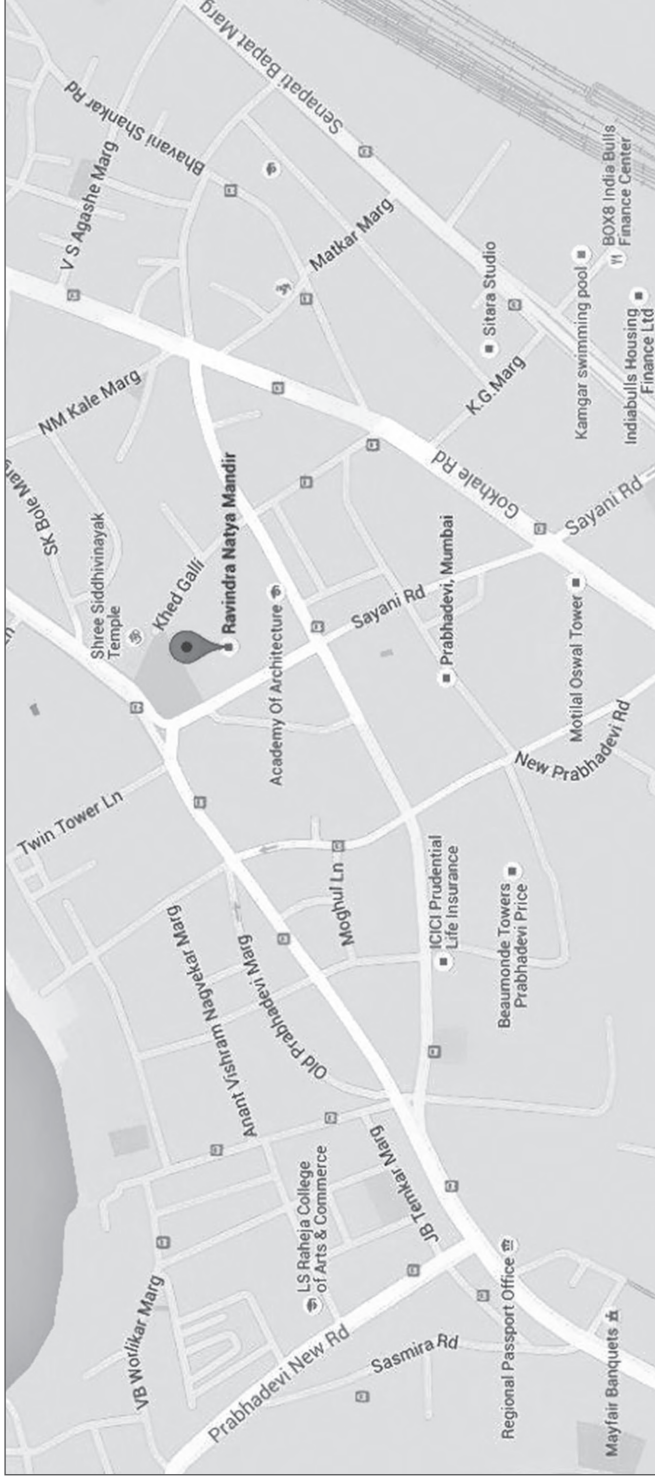 Senapati Bapat Marg
Bhavani Shankar Rd
V S Agashe Marg
Matkar Marg
BOX8 India Bulls
Finance Center
Kamgar swimming pool
Sitara Studio
Indiabulls Housing
Finance Ltd
K.G.Marg
NM Kale Marg
SK Bole Marg
Gokhale Rd
Sayani Rd
Ravindra Natya Mandir
Khed Galli
Shree Siddhivinayak
Temple
Academy Of Architecture
Sayani Rd
Prabhadevi, Mumbai
Motilal Oswal Tower
New Prabhadevi Rd
Twin Tower Ln
Moghul Ln
ICICI Prudential
Life Insurance
Beaumonde Towers
Prabhadevi Price
Anant Vishram Nagvekar Marg
Old Prabhadevi Marg
LS Raheja College
of Arts & Commerce
JB Temkar Marg
VB Worlikar Marg
Prabhadevi New Rd
Sasmira Rd
Regional Passport Office
Mayfair Banquets